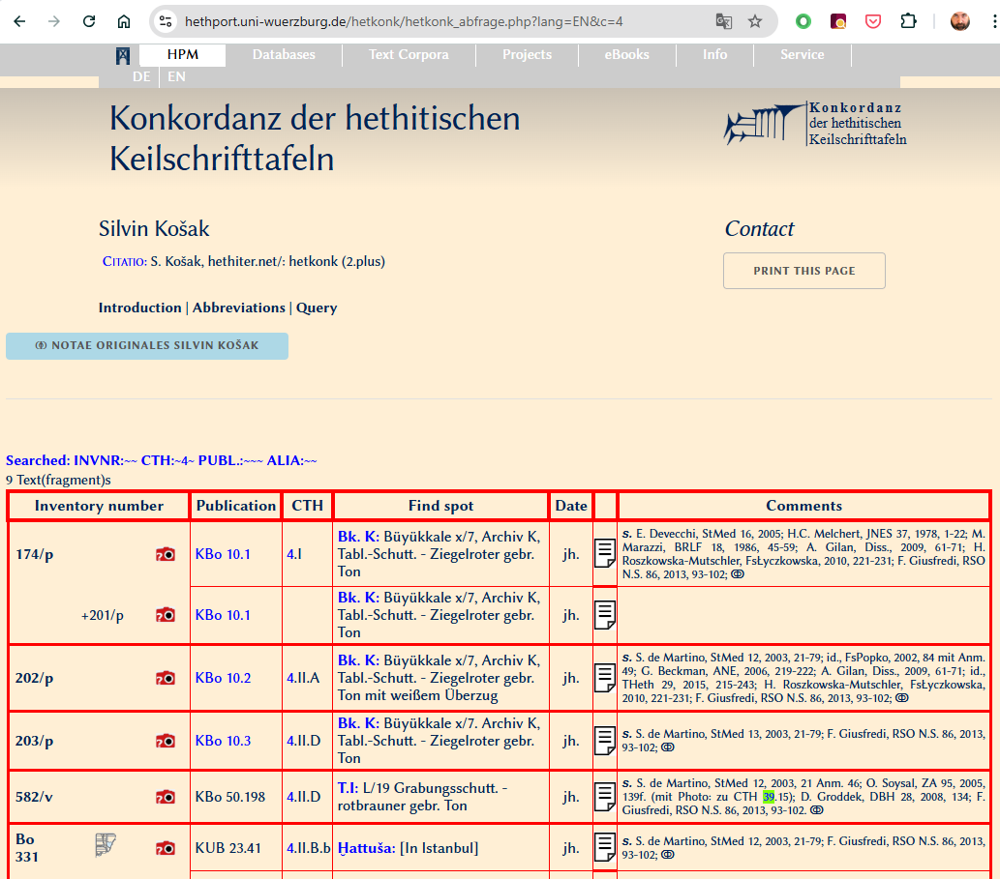 hethport.uni-wuerzburg.de/hetkonk/hetkonk_abfrage.php?lang=EN&c=4
HPM Databases Text Corpora Projects eBooks Info Service
DE EN
Konkordanz der hethitischen
Keilschrifttafeln
Konkordanz
der hethitischen
Keilschrifttafeln
Silvin Košak
Contact
CITATIO: S. Košak, hethiter.net/: hetkonk (2.plus)
PRINT THIS PAGE
Introduction | Abbreviations | Query
NOTAE ORIGINALES SILVIN KOŠAK
Searched: INVNR:~~ CTH:~4~ PUBL.:~~~ ALIA:~~
9 Text(fragment)s
Inventory number Publication CTH Find spot Date Comments
174/p KBo 10.1 4.I
Bk. K: Büyükkale x/7, Archiv K,
Tabl.-Schutt. - Ziegelroter gebr.
Ton
jh.
s. E. Devecchi, StMed 16, 2005; H.C. Melchert, JNES 37, 1978, 1-22; M.
Marazzi, BRLF 18, 1986, 45-59; A. Gilan, Diss., 2009, 61-71; H.
Roszkowska-Mutschler, FsŁyczkowska, 2010, 221-231; F. Giusfredi, RSO
N.S. 86, 2013, 93-102;
+201/p KBo 10.1
Bk. K: Büyükkale x/7, Archiv K,
Tabl.-Schutt. - Ziegelroter gebr.
Ton
jh.
202/p KBo 10.2 4.II.A
Bk. K: Büyükkale x/7, Archiv K,
Tabl.-Schutt. - Ziegelroter gebr.
Ton mit weißem Überzug
jh.
s. S. de Martino, StMed 12, 2003, 21-79; id., FsPopko, 2002, 84 mit Anm.
49; G. Beckman, ANE, 2006, 219-222; A. Gilan, Diss., 2009, 61-71; id.,
THeth 29, 2015, 215-243; H. Roszkowska-Mutschler, FsŁyczkowska,
2010, 221-231; F. Giusfredi, RSO N.S. 86, 2013, 93-102;
203/p KBo 10.3 4.II.D
Bk. K: Büyükkale x/7, Archiv K,
Tabl.-Schutt. - Ziegelroter gebr.
Ton
jh.
s. S. de Martino, StMed 13, 2003, 21-79; F. Giusfredi, RSO N.S. 86, 2013,
93-102;
582/v KBo 50.198 4.II.D
T.I: L/19 Grabungsschutt. -
rotbrauner gebr. Ton
jh.
s. S. de Martino, StMed 12, 2003, 21 Anm. 46; O. Soysal, ZA 95, 2005,
139f. (mit Photo: zu CTH 39.15); D. Groddek, DBH 28, 2008, 134; F.
Giusfredi, RSO N.S. 86, 2013, 93-102.
Bo
331
KUB 23.41 4.II.B.b Ḫattuša: [In Istanbul] jh.
s. S. de Martino, StMed 12, 2003, 21-79; F. Giusfredi, RSO N.S. 86, 2013,
93-102;